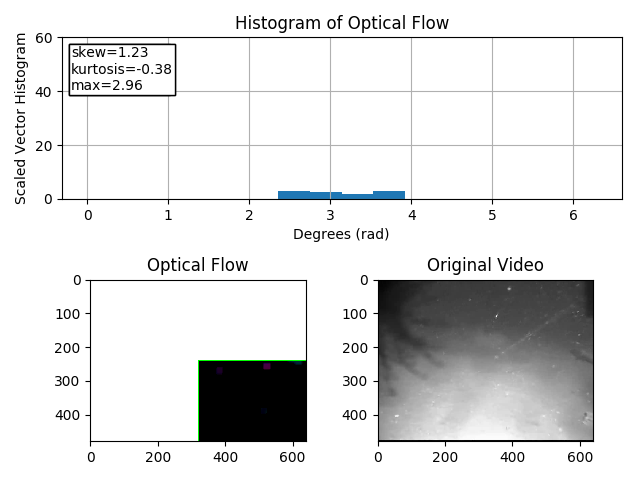 Histogram of Optical Flow
Scaled Vector Histogram
60
40
20
0
skew=1.23
kurtosis=-0.38
max=2.96
0 1 2 3 4 5 6
Degrees (rad)
Optical Flow
0
100
200
300
400
0 200 400 600
Original Video
0
100
200
300
400
0 200 400 600